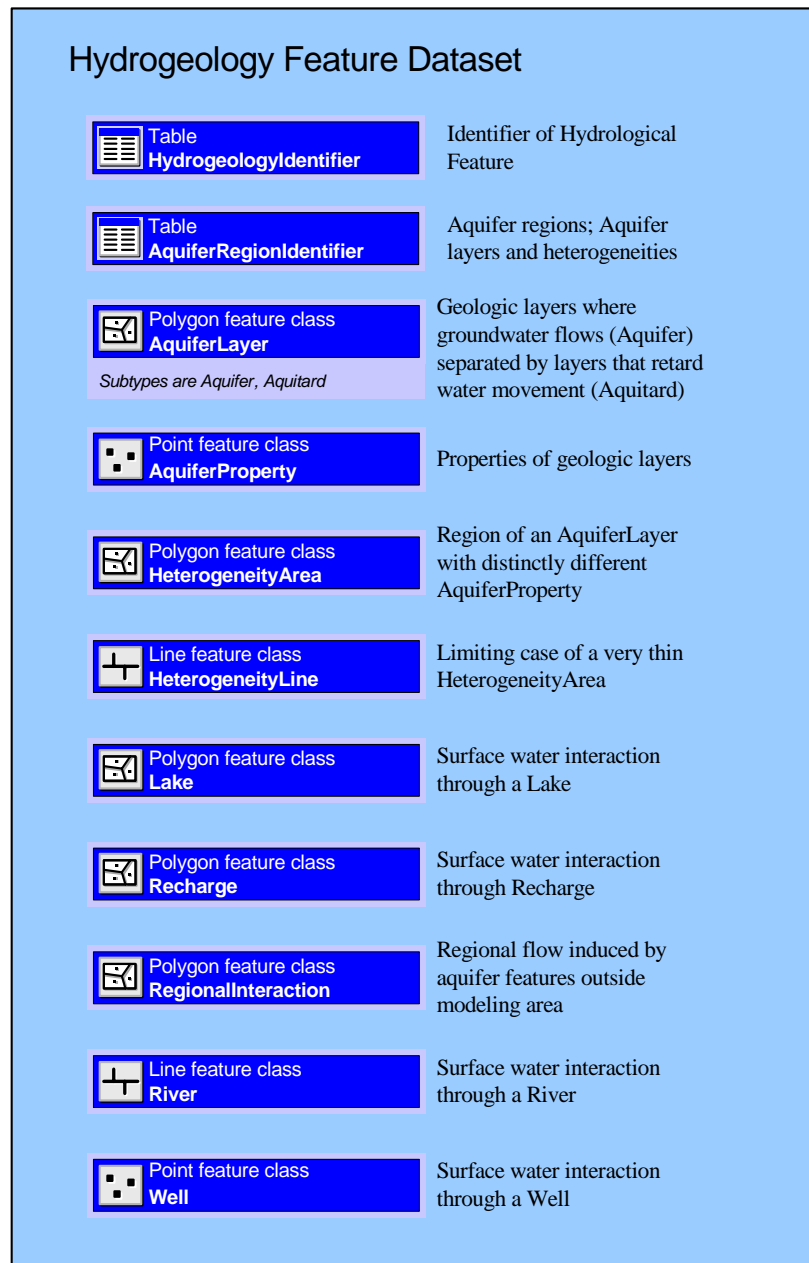 Hydrogeology Feature Dataset
Table
HydrogeologyIdentifier
Identifier of Hydrological
Feature
Table
AquiferRegionIdentifier
Aquifer regions; Aquifer
layers and heterogeneities
Polygon feature class
AquiferLayer
Subtypes are Aquifer, Aquitard
Geologic layers where
groundwater flows (Aquifer)
separated by layers that retard
water movement (Aquitard)
Point feature class
AquiferProperty
Properties of geologic layers
Polygon feature class
HeterogeneityArea
Region of an AquiferLayer
with distinctly different
AquiferProperty
Line feature class
HeterogeneityLine
Limiting case of a very thin
HeterogeneityArea
Polygon feature class
Lake
Surface water interaction
through a Lake
Polygon feature class
Recharge
Surface water interaction
through Recharge
Polygon feature class
RegionalInteraction
Regional flow induced by
aquifer features outside
modeling area
Line feature class
River
Surface water interaction
through a River
Point feature class
Well
Surface water interaction
through a Well